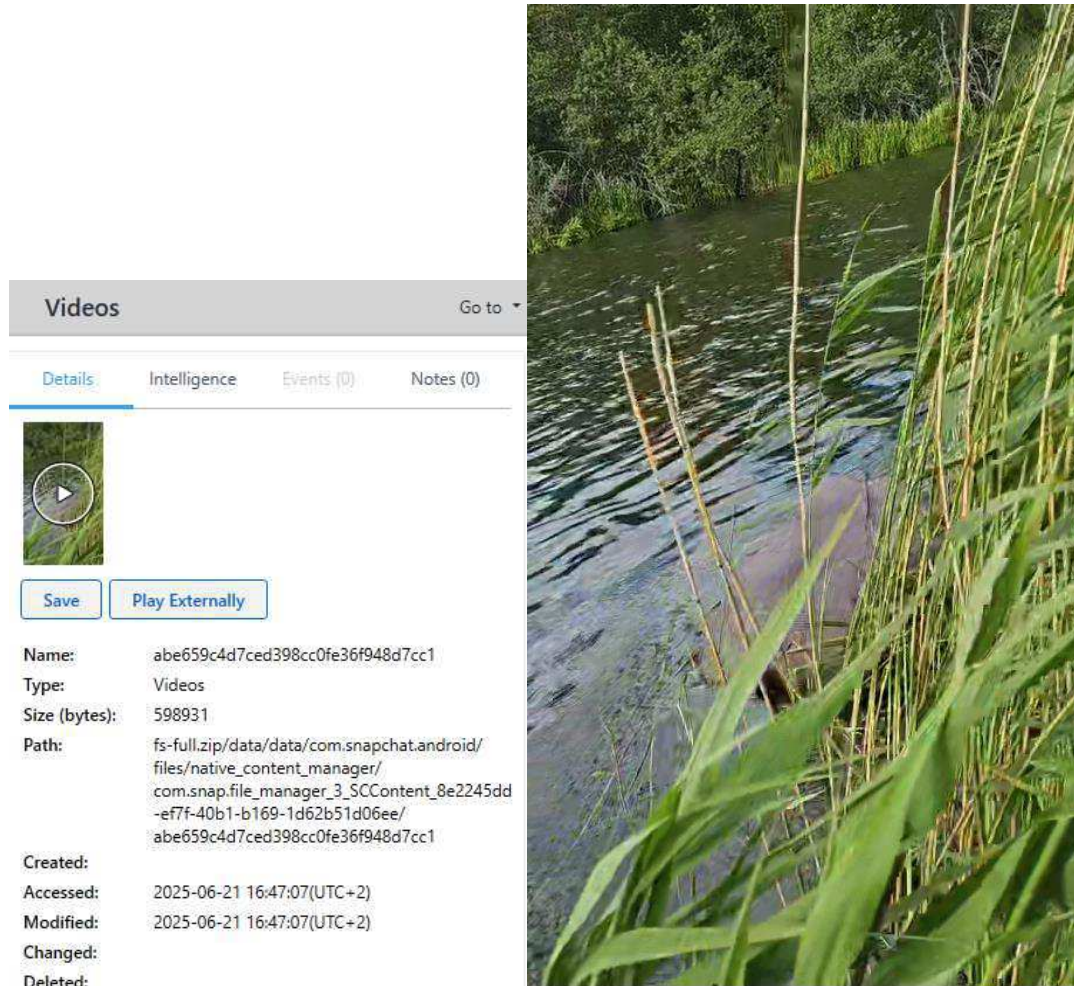 Videos
Go to
Details Intelligence Events (0) Notes (0)
Save Play Externally
Name: abe659c4d7ced398cc0fe36f948d7cc1
Type: Videos
Size (bytes): 598931
Path: fs-full.zip/data/data/com.snapchat.android/
files/native_content_manager/
com.snap.file_manager_3_SCContent_8e2245dd
-ef7f-40b1-b169-1d62b51d06ee/
abe659c4d7ced398cc0fe36f948d7cc1
Created:
Accessed: 2025-06-21 16:47:07(UTC+2)
Modified: 2025-06-21 16:47:07(UTC+2)
Changed:
Deleted: